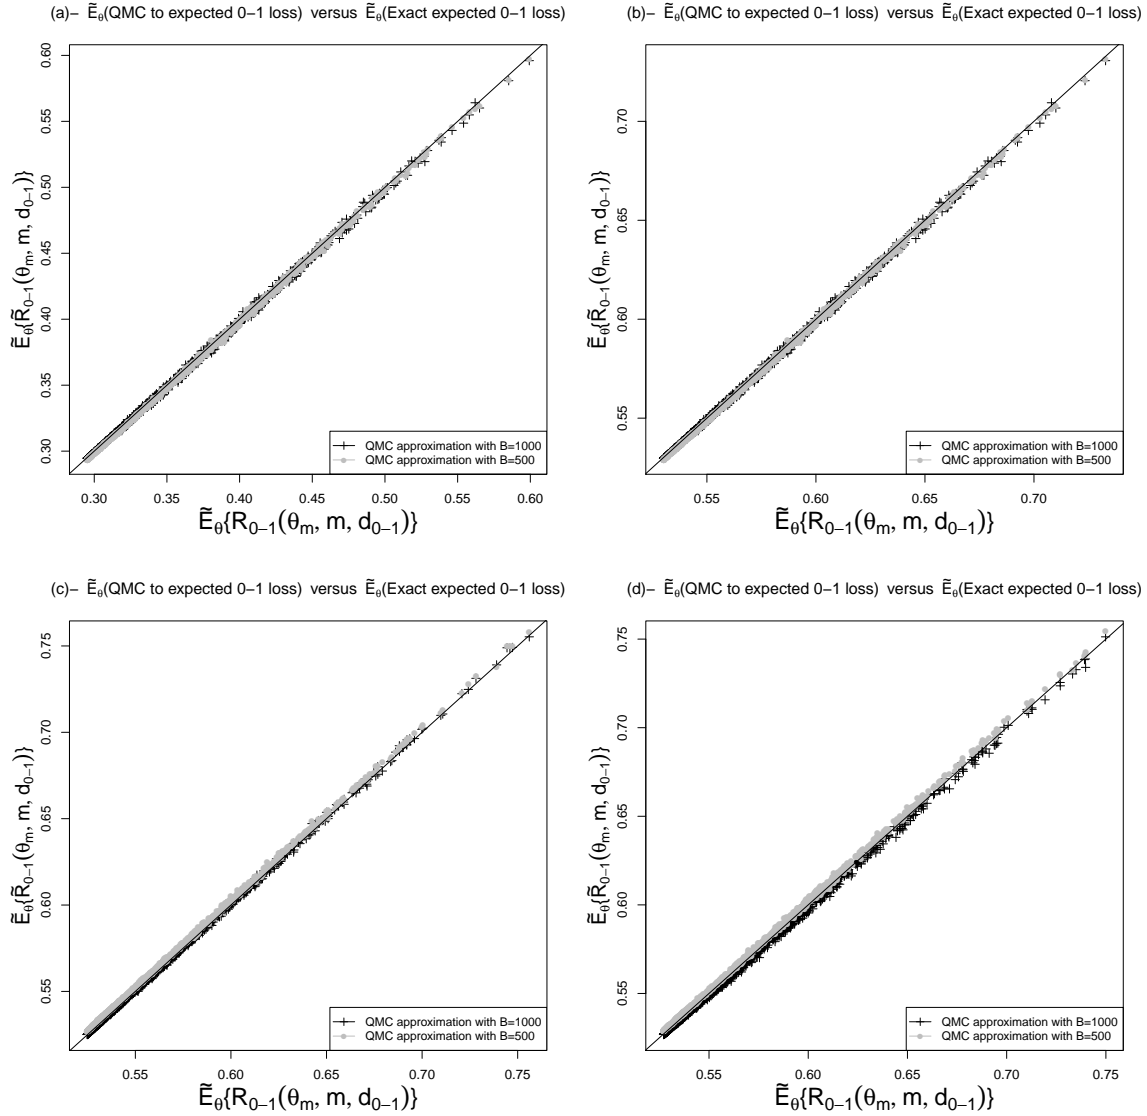 (a)− Ẽθ(QMC to expected 0−1 loss) versus Ẽθ(Exact expected 0−1 loss)
0.60
0.55
0.50
0.45
0.40
0.35
0.30
Ẽθ{R̃0−1(θm, m, d0−1)}
QMC approximation with B=1000
QMC approximation with B=500
0.30 0.35 0.40 0.45 0.50 0.55 0.60
Ẽθ{R0−1(θm, m, d0−1)}
(b)− Ẽθ(QMC to expected 0−1 loss) versus Ẽθ(Exact expected 0−1 loss)
0.70
0.65
0.60
0.55
Ẽθ{R̃0−1(θm, m, d0−1)}
QMC approximation with B=1000
QMC approximation with B=500
0.55 0.60 0.65 0.70
Ẽθ{R0−1(θm, m, d0−1)}
(c)− Ẽθ(QMC to expected 0−1 loss) versus Ẽθ(Exact expected 0−1 loss)
0.75
0.70
0.65
0.60
0.55
Ẽθ{R̃0−1(θm, m, d0−1)}
QMC approximation with B=1000
QMC approximation with B=500
0.55 0.60 0.65 0.70 0.75
Ẽθ{R0−1(θm, m, d0−1)}
(d)− Ẽθ(QMC to expected 0−1 loss) versus Ẽθ(Exact expected 0−1 loss)
0.75
0.70
0.65
0.60
0.55
Ẽθ{R̃0−1(θm, m, d0−1)}
QMC approximation with B=1000
QMC approximation with B=500
0.55 0.60 0.65 0.70 0.75
Ẽθ{R0−1(θm, m, d0−1)}